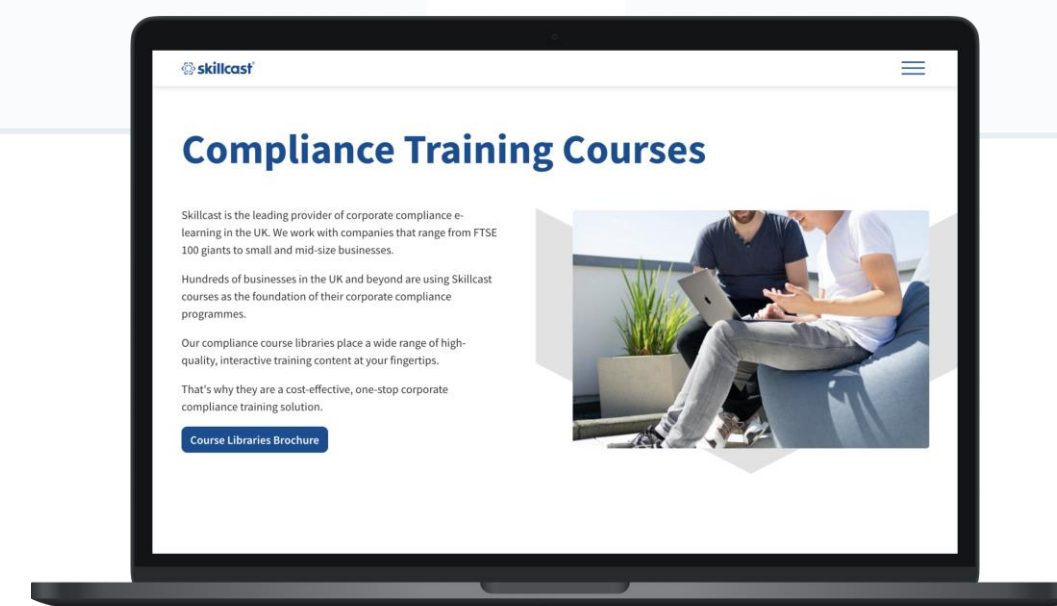 skillcast
Compliance Training Courses
Skillcast is the leading provider of corporate compliance e-
learning in the UK. We work with companies that range from FTSE
100 giants to small and mid-size businesses.
Hundreds of businesses in the UK and beyond are using Skillcast
courses as the foundation of their corporate compliance
programmes.
Our compliance course libraries place a wide range of high-
quality, interactive training content at your fingertips.
That's why they are a cost-effective, one-stop corporate
compliance training solution.
Course Libraries Brochure